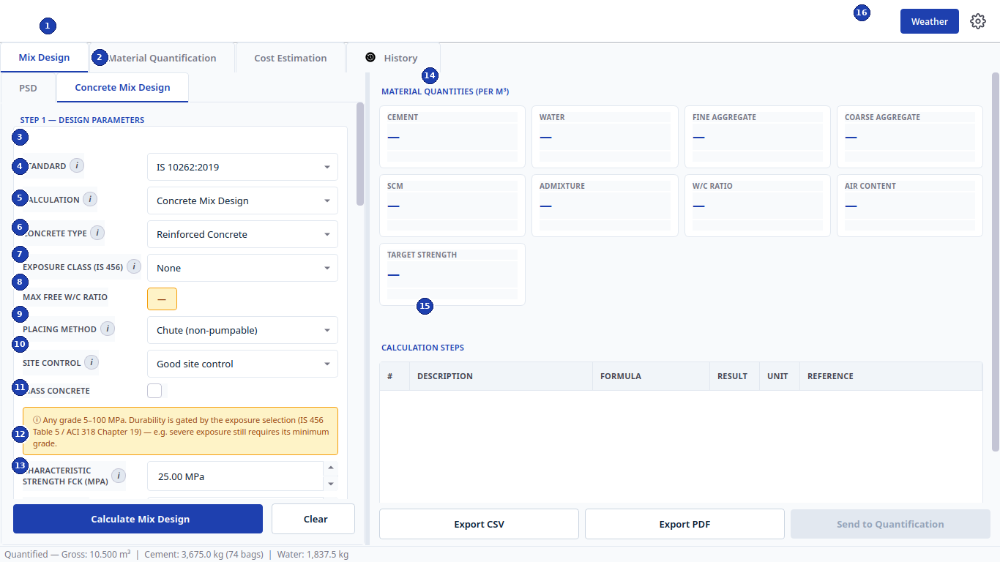 1
16
Weather
Mix Design
2
Material Quantification
Cost Estimation
History
14
PSD
Concrete Mix Design
STEP 1 — DESIGN PARAMETERS
3
4
TANDARD i
IS 10262:2019
5
ALCULATION i
Concrete Mix Design
6
ONCRETE TYPE i
Reinforced Concrete
7
EXPOSURE CLASS (IS 456) i
None
8
MAX FREE W/C RATIO
—
9
PLACING METHOD i
Chute (non-pumpable)
10
SITE CONTROL i
Good site control
11
ASS CONCRETE
12
ⓘ Any grade 5–100 MPa. Durability is gated by the exposure selection (IS 456
Table 5 / ACI 318 Chapter 19) — e.g. severe exposure still requires its minimum
grade.
13
HARACTERISTIC
STRENGTH FCK (MPA) i
25.00 MPa
Calculate Mix Design
Clear
MATERIAL QUANTITIES (PER M³)
CEMENT
—
WATER
—
FINE AGGREGATE
—
COARSE AGGREGATE
—
SCM
—
ADMIXTURE
—
W/C RATIO
—
AIR CONTENT
—
TARGET STRENGTH
—
15
CALCULATION STEPS
# DESCRIPTION FORMULA RESULT UNIT REFERENCE
Export CSV
Export PDF
Send to Quantification
Quantified — Gross: 10.500 m³ | Cement: 3,675.0 kg (74 bags) | Water: 1,837.5 kg